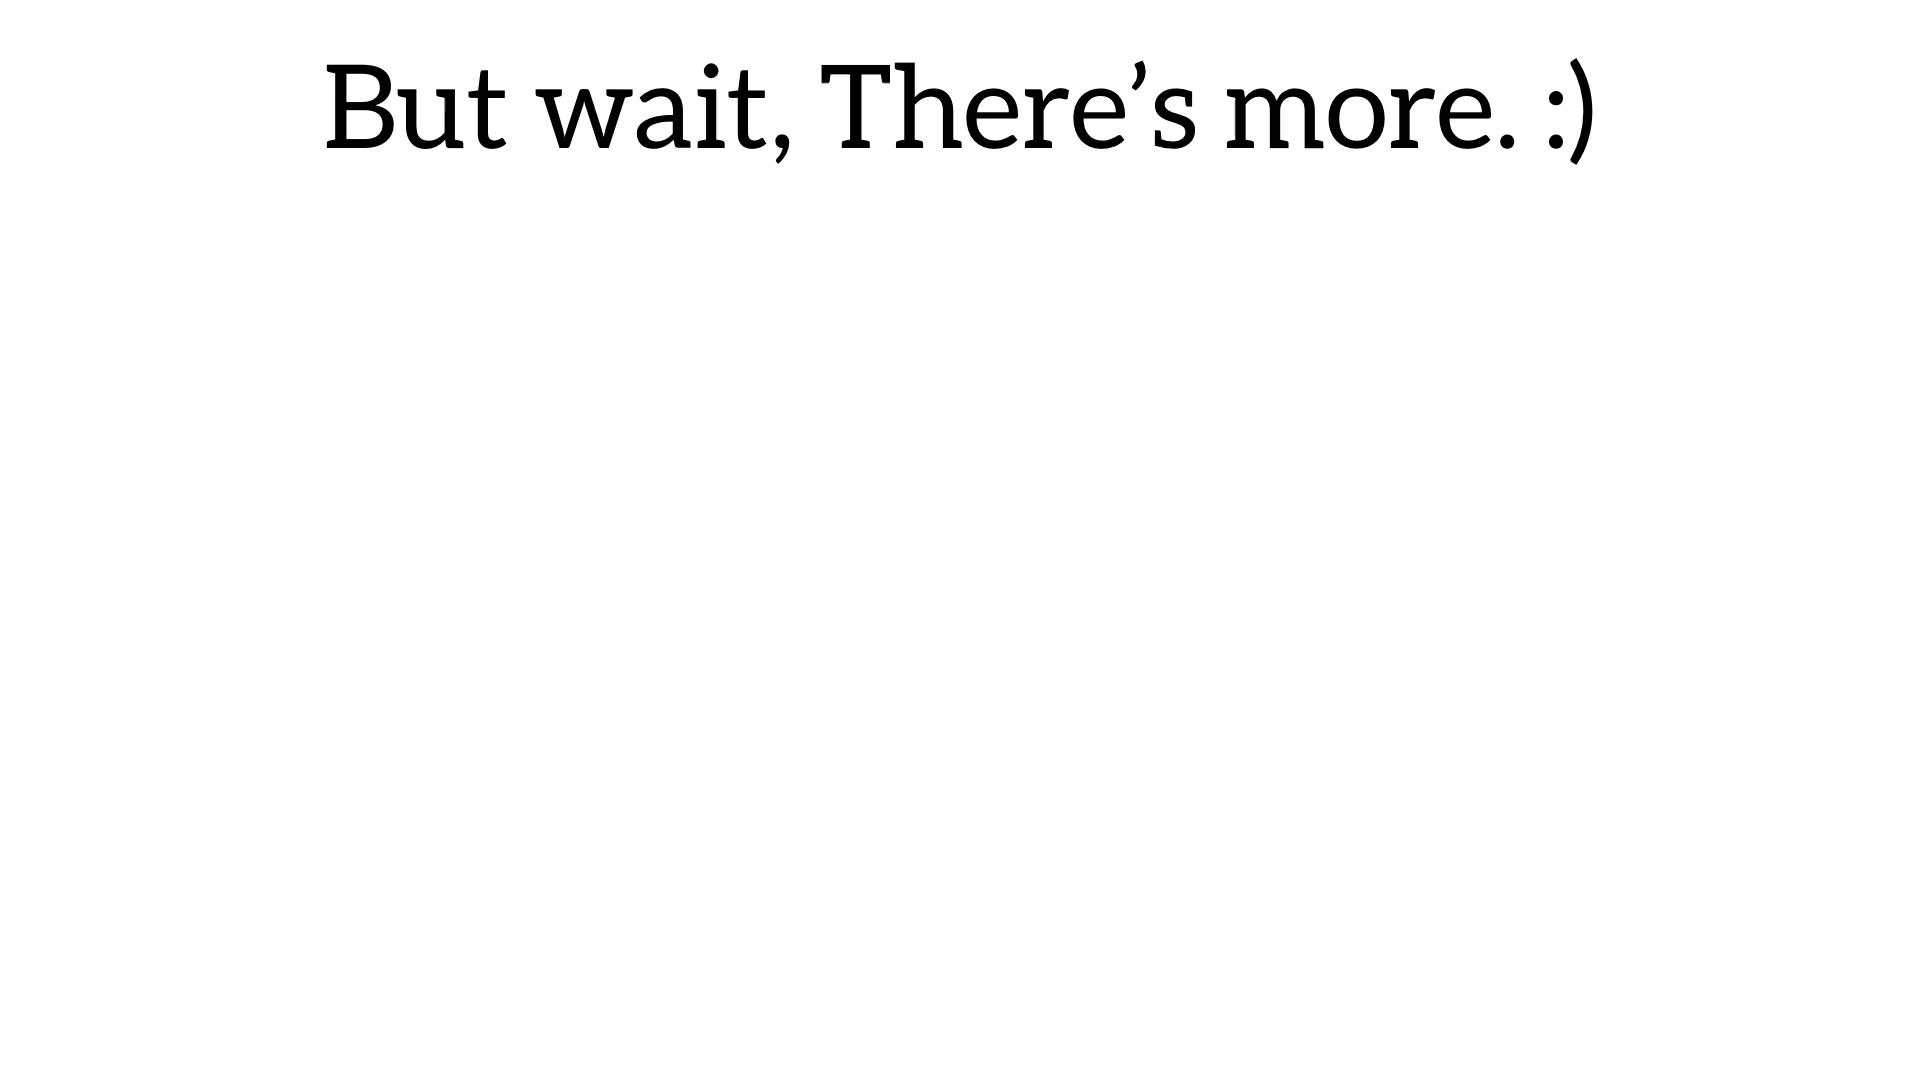 But wait, There’s more. :)